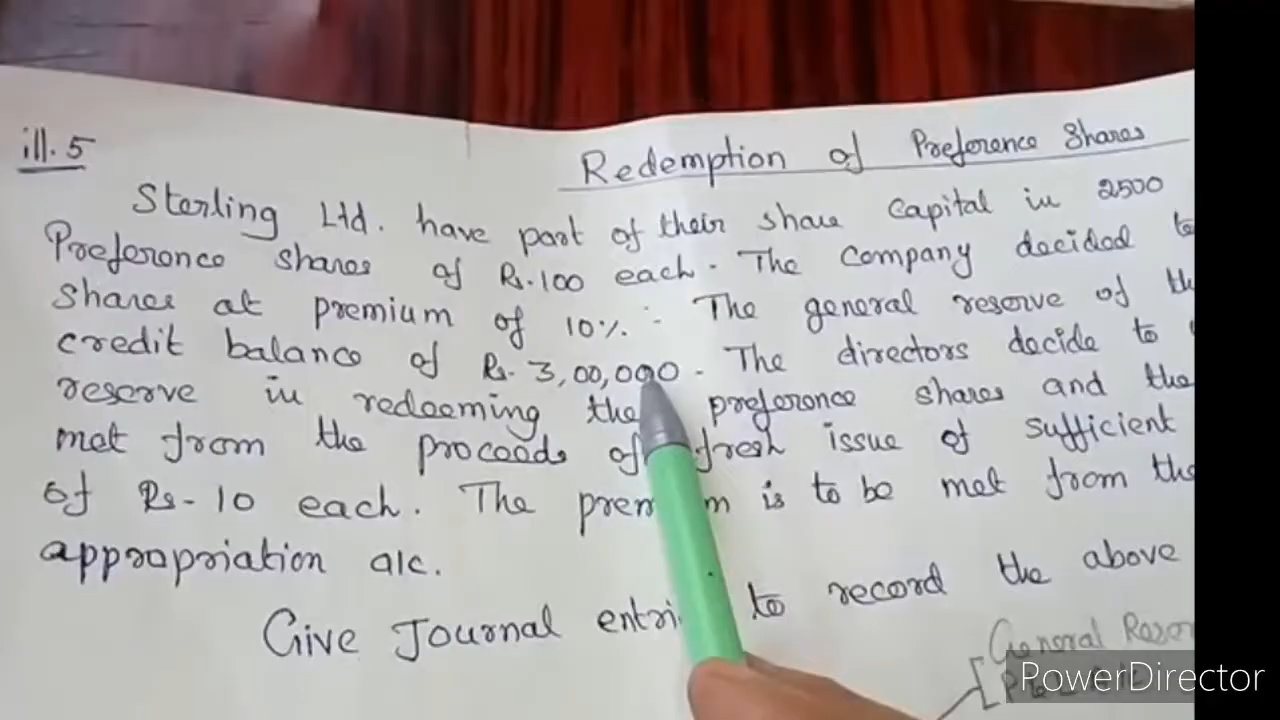 ill. 5
Redemption of Preference Shares
Sterling Ltd. have part of their share capital in 2500
Preference shares of Rs. 100 each. The company decided to
shares at premium of 10%. The general reserve of
credit balance of Rs. 3,00,000. The directors decide to
reserve in redeeming the preference shares and the
met from the proceeds of fresh issue of sufficient
of Rs-10 each. The is to be met from the
appropriation a/c.
Give Journal to record the above
General
PowerDirector